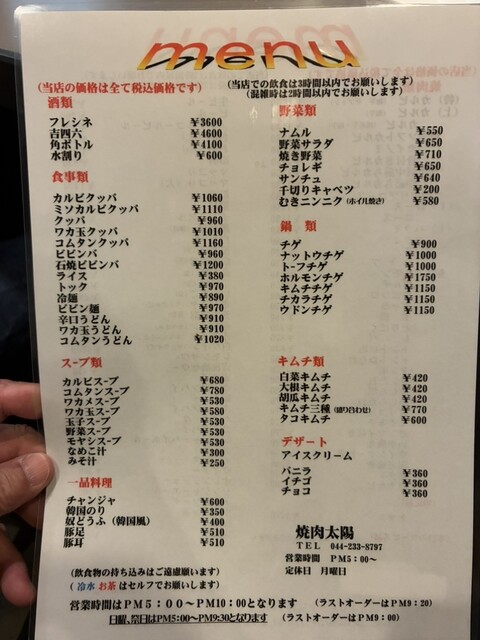 menu
(当店の価格は全て税込価格です)
(当店での飲食は3時間以内でお願いします)
(混雑時は2時間以内でお願いします)
酒類
フレシネ ¥3600
吉四六 ¥4600
角ボトル ¥4100
水割り ¥600
食事類
カルビクッパ ¥1060
ミソカルビクッパ ¥1110
クッパ ¥960
ワカ玉クッパ ¥1010
コムタンクッパ ¥1160
ビビンバ ¥960
石焼ビビンバ ¥1200
ライス ¥380
トック ¥970
冷麺 ¥890
ビビン麺 ¥970
辛口うどん ¥910
ワカ玉うどん ¥910
コムタンうどん ¥1020
スープ類
カルビスープ ¥680
コムタンスープ ¥780
ワカメスープ ¥530
ワカ玉スープ ¥580
玉子スープ ¥530
野菜スープ ¥530
モヤシスープ ¥530
なめこ汁 ¥300
みそ汁 ¥250
一品料理
チャンジャ ¥600
韓国のり ¥350
奴どうふ(韓国風) ¥400
豚足 ¥510
豚耳 ¥510
野菜類
ナムル ¥550
野菜サラダ ¥650
焼き野菜 ¥710
チョレギ ¥650
サンチュ ¥640
千切りキャベツ ¥200
むきニンニク(ホイル焼き) ¥580
鍋 類
チゲ ¥900
ナットウチゲ ¥1000
トーフチゲ ¥1000
ホルモンチゲ ¥1750
キムチチゲ ¥1150
チカラチゲ ¥1150
ウドンチゲ ¥1150
キムチ類
白菜キムチ ¥420
大根キムチ ¥420
胡瓜キムチ ¥420
キムチ三種(盛り合わせ) ¥770
タコキムチ ¥600
デザート
アイスクリーム
バニラ ¥360
イチゴ ¥360
チョコ ¥360
焼肉太陽
TEL 044-233-8797
営業時間 PM5:00〜
定休日 月曜日
(飲食物の持ち込みはご遠慮願います)
( 冷水 お茶 はセルフでお願いします )
営業時間はPM5:00〜PM10:00となります (ラストオーダーはPM9:20)
日曜、祭日はPM5:00〜PM9:30となります (ラストオーダーはPM9:00)